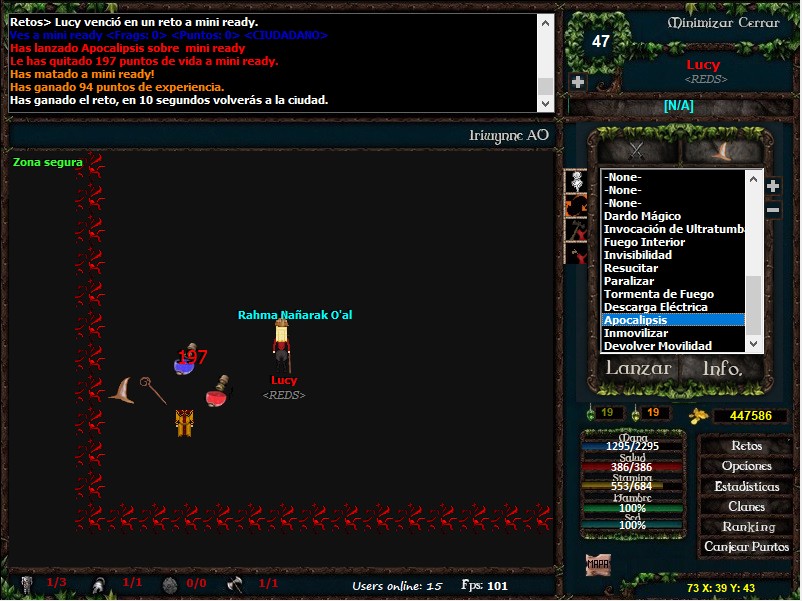 Retos> Lucy venció en un reto a mini ready.
Ves a mini ready <Frags: 0> <Puntos: 0> <CIUDADANO>
Has lanzado Apocalipsis sobre mini ready
Le has quitado 197 puntos de vida a mini ready.
Has matado a mini ready!
Has ganado 94 puntos de experiencia.
Has ganado el reto, en 10 segundos volverás a la ciudad.
Minimizar Cerrar
47
Lucy
<REDS>
[N/A]
Iriwynne AO
Zona segura
-None-
-None-
-None-
Dardo Mágico
Invocación de Ultratumb
Fuego Interior
Invisibilidad
Resucitar
Paralizar
Tormenta de Fuego
Descarga Eléctrica
Apocalipsis
Inmovilizar
Devolver Movilidad
Lanzar
Info.
Rahma Nañarak O'al
197
Lucy
<REDS>
19
19
447586
Mana
1295/2295
Salud
386/386
Stamina
553/684
Hambre
100%
Sed
100%
Retos
Opciones
Estadisticas
Clanes
Ranking
Canjear Puntos
MAPA
1/3
1/1
0/0
1/1
Users online: 15
Fps: 101
73 X: 39 Y: 43